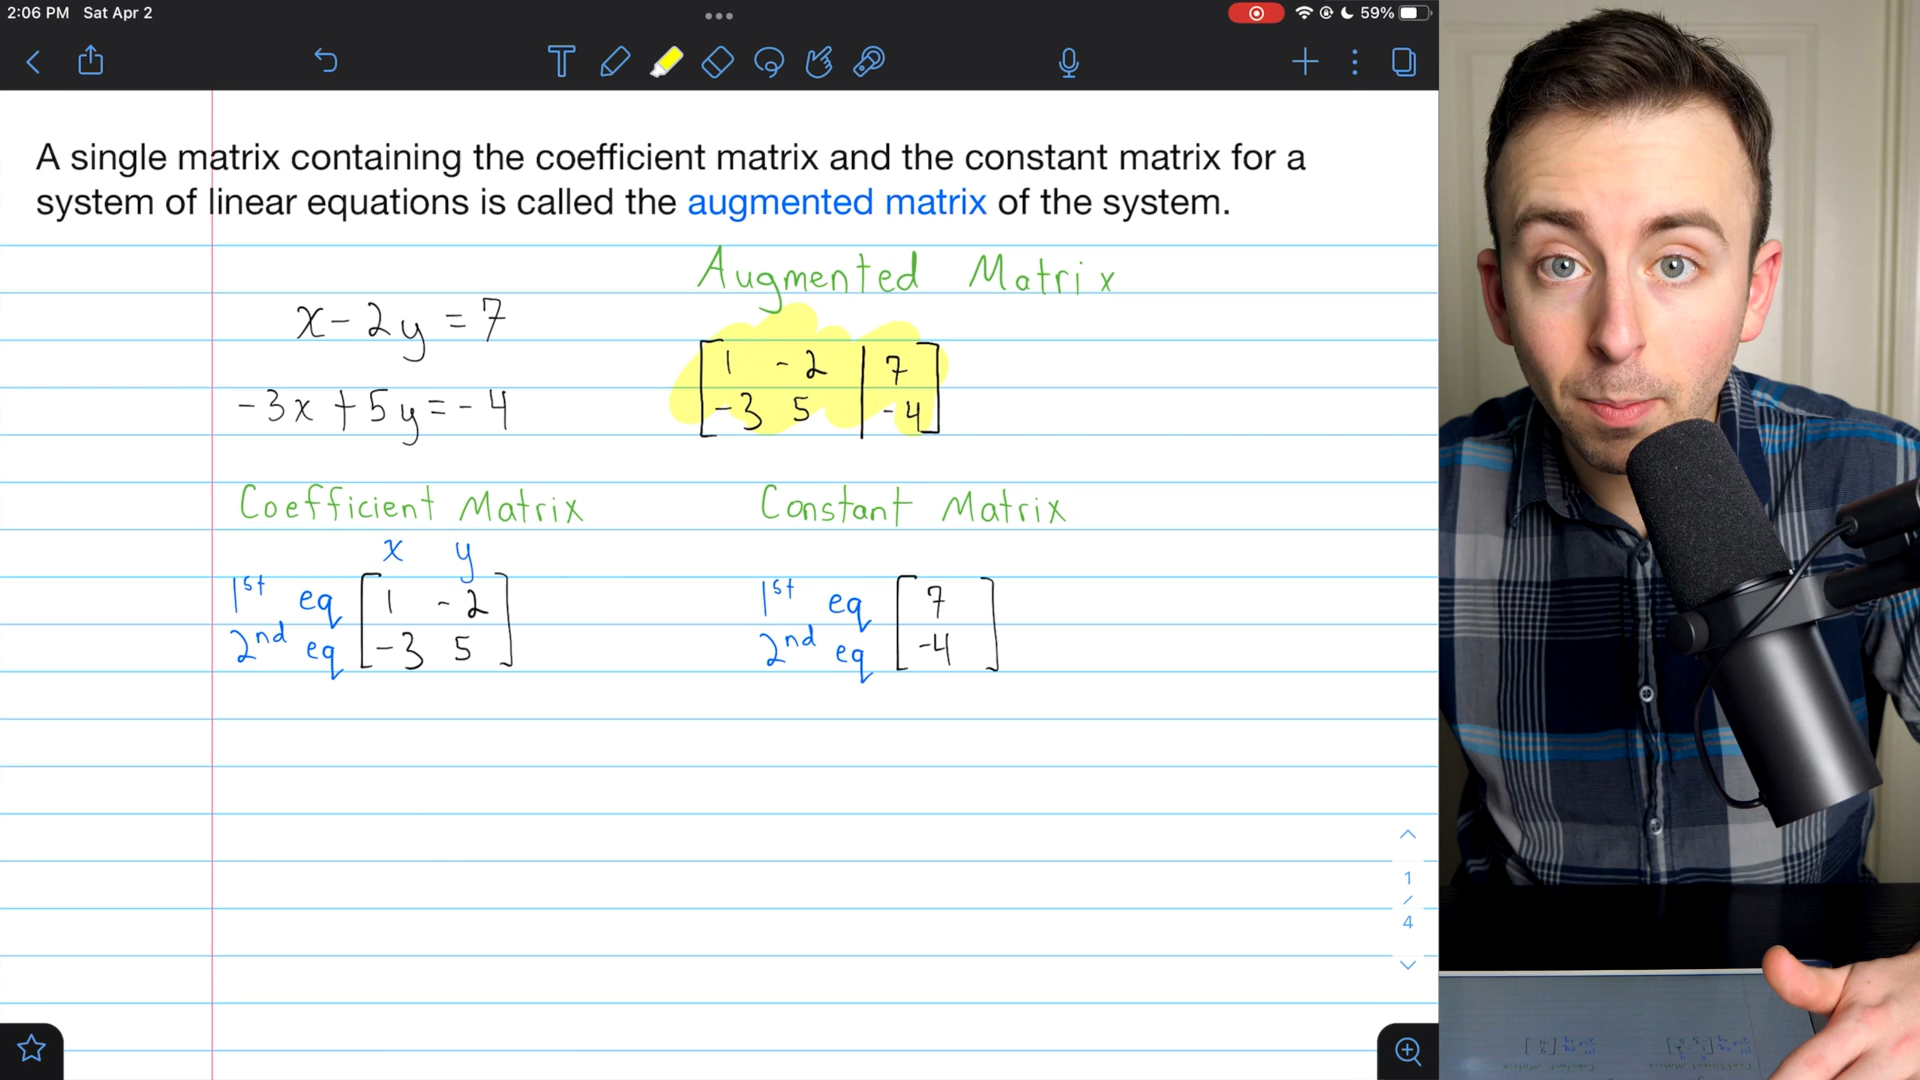 2:06 PM Sat Apr 2
59%
A single matrix containing the coefficient matrix and the constant matrix for a
system of linear equations is called the augmented matrix of the system.
Augmented Matrix
x - 2y = 7
-3x + 5y = -4
1 -2 | 7
-3 5 | -4
Coefficient Matrix
x y
1st eq [ 1 -2 ]
2nd eq [ -3 5 ]
Constant Matrix
1st eq [ 7 ]
2nd eq [ -4 ]
1
/
4